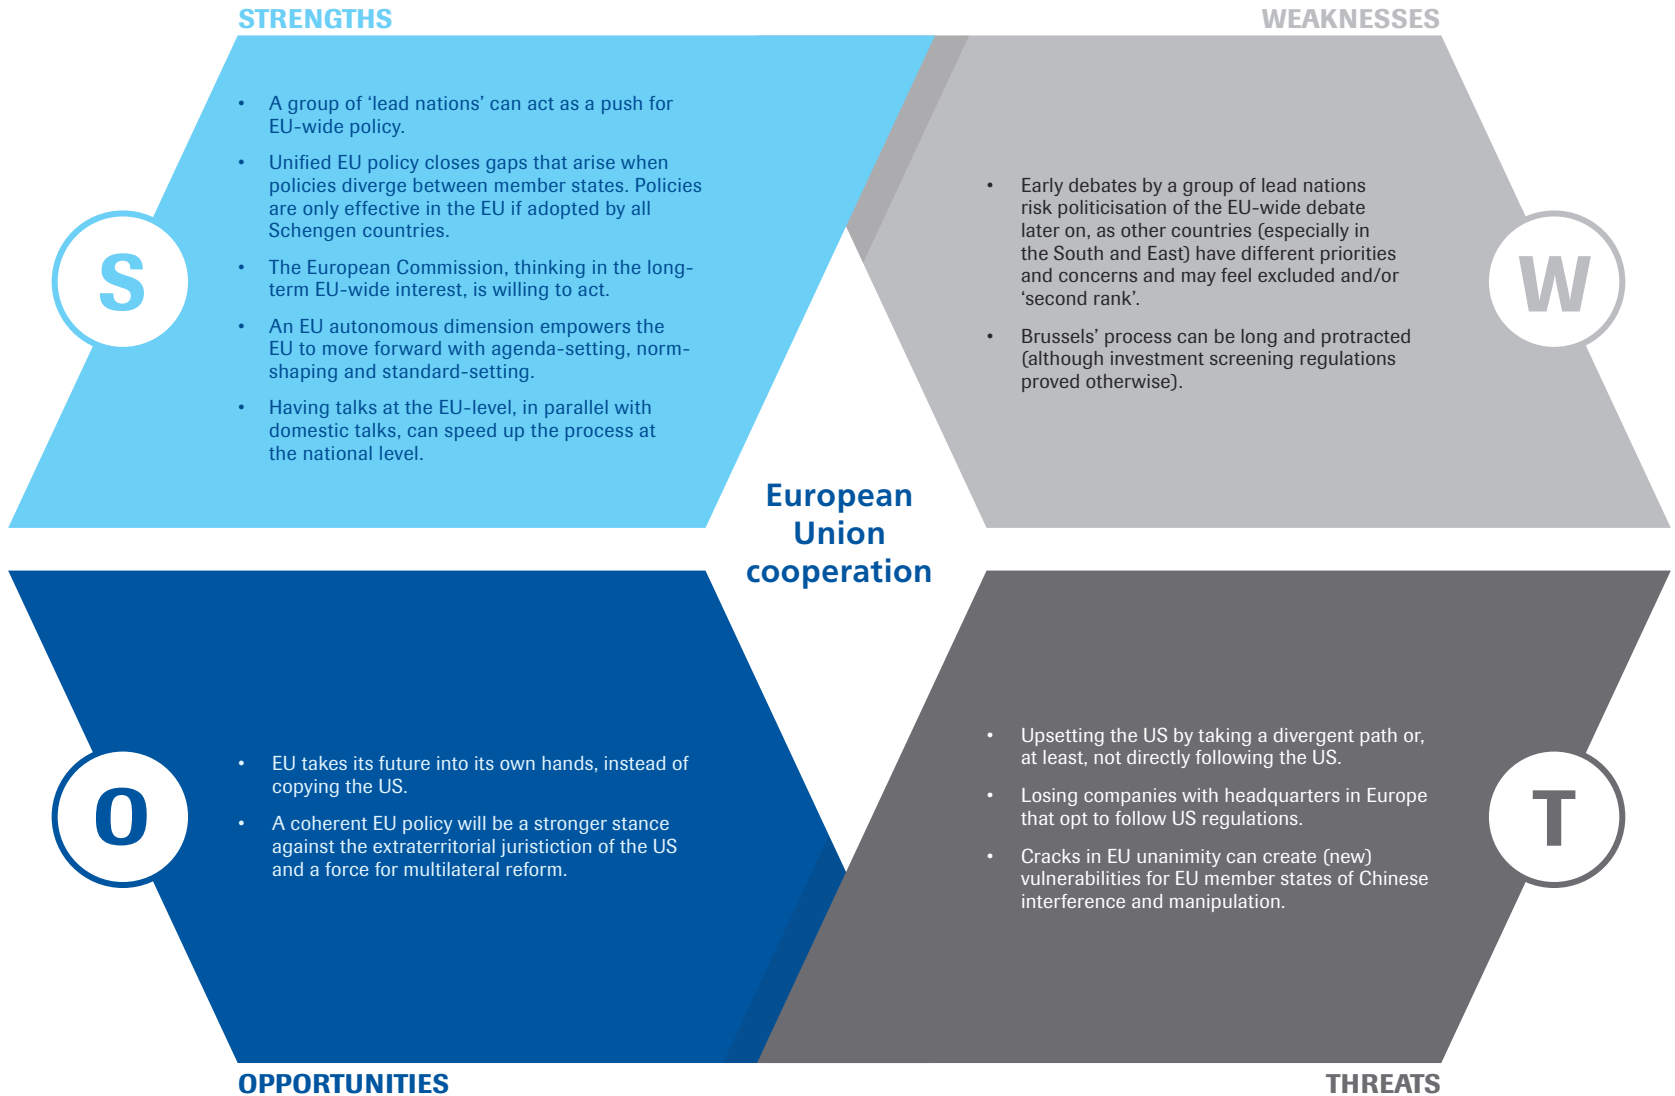 STRENGTHS
• A group of ‘lead nations’ can act as a push for
EU-wide policy.
• Unified EU policy closes gaps that arise when
policies diverge between member states. Policies
are only effective in the EU if adopted by all
Schengen countries.
• The European Commission, thinking in the long-
term EU-wide interest, is willing to act.
• An EU autonomous dimension empowers the
EU to move forward with agenda-setting, norm-
shaping and standard-setting.
• Having talks at the EU-level, in parallel with
domestic talks, can speed up the process at
the national level.
S
WEAKNESSES
• Early debates by a group of lead nations
risk politicisation of the EU-wide debate
later on, as other countries (especially in
the South and East) have different priorities
and concerns and may feel excluded and/or
‘second rank’.
• Brussels’ process can be long and protracted
(although investment screening regulations
proved otherwise).
W
European
Union
cooperation
O
• EU takes its future into its own hands, instead of
copying the US.
• A coherent EU policy will be a stronger stance
against the extraterritorial juristiction of the US
and a force for multilateral reform.
OPPORTUNITIES
• Upsetting the US by taking a divergent path or,
at least, not directly following the US.
• Losing companies with headquarters in Europe
that opt to follow US regulations.
• Cracks in EU unanimity can create (new)
vulnerabilities for EU member states of Chinese
interference and manipulation.
T
THREATS